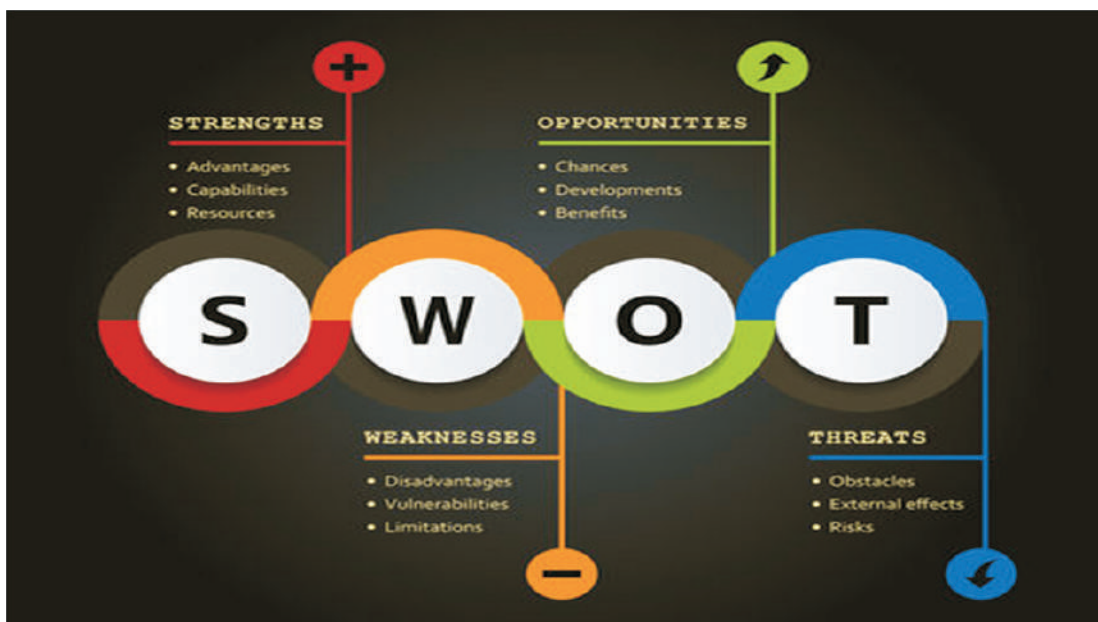 STRENGTHS
• Advantages
• Capabilities
• Resources
OPPORTUNITIES
• Chances
• Developments
• Benefits
S W O T
WEAKNESSES
• Disadvantages
• Vulnerabilities
• Limitations
THREATS
• Obstacles
• External effects
• Risks